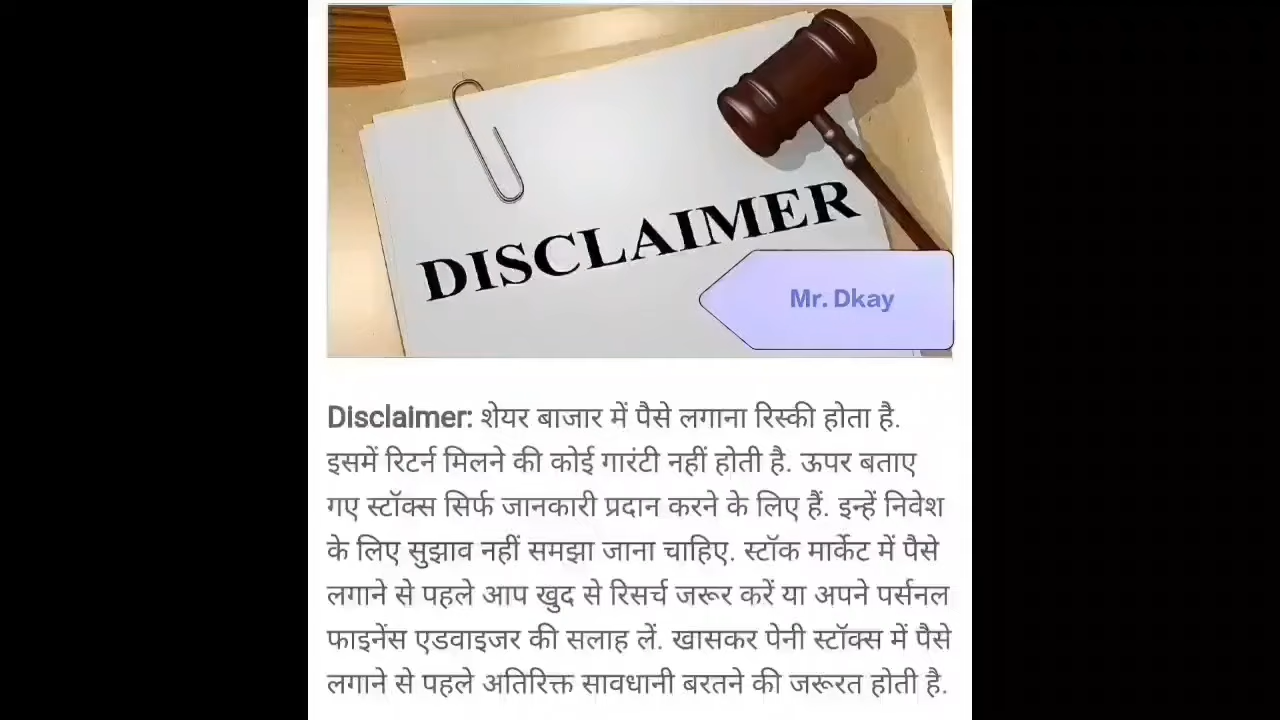 DISCLAIMER
Mr. Dkay
Disclaimer: शेयर बाजार में पैसे लगाना रिस्की होता है.
इसमें रिटर्न मिलने की कोई गारंटी नहीं होती है. ऊपर बताए
गए स्टॉक्स सिर्फ जानकारी प्रदान करने के लिए हैं. इन्हें निवेश
के लिए सुझाव नहीं समझा जाना चाहिए. स्टॉक मार्केट में पैसे
लगाने से पहले आप खुद से रिसर्च जरूर करें या अपने पर्सनल
फाइनेंस एडवाइजर की सलाह लें. खासकर पेनी स्टॉक्स में पैसे
लगाने से पहले अतिरिक्त सावधानी बरतने की जरूरत होती है.